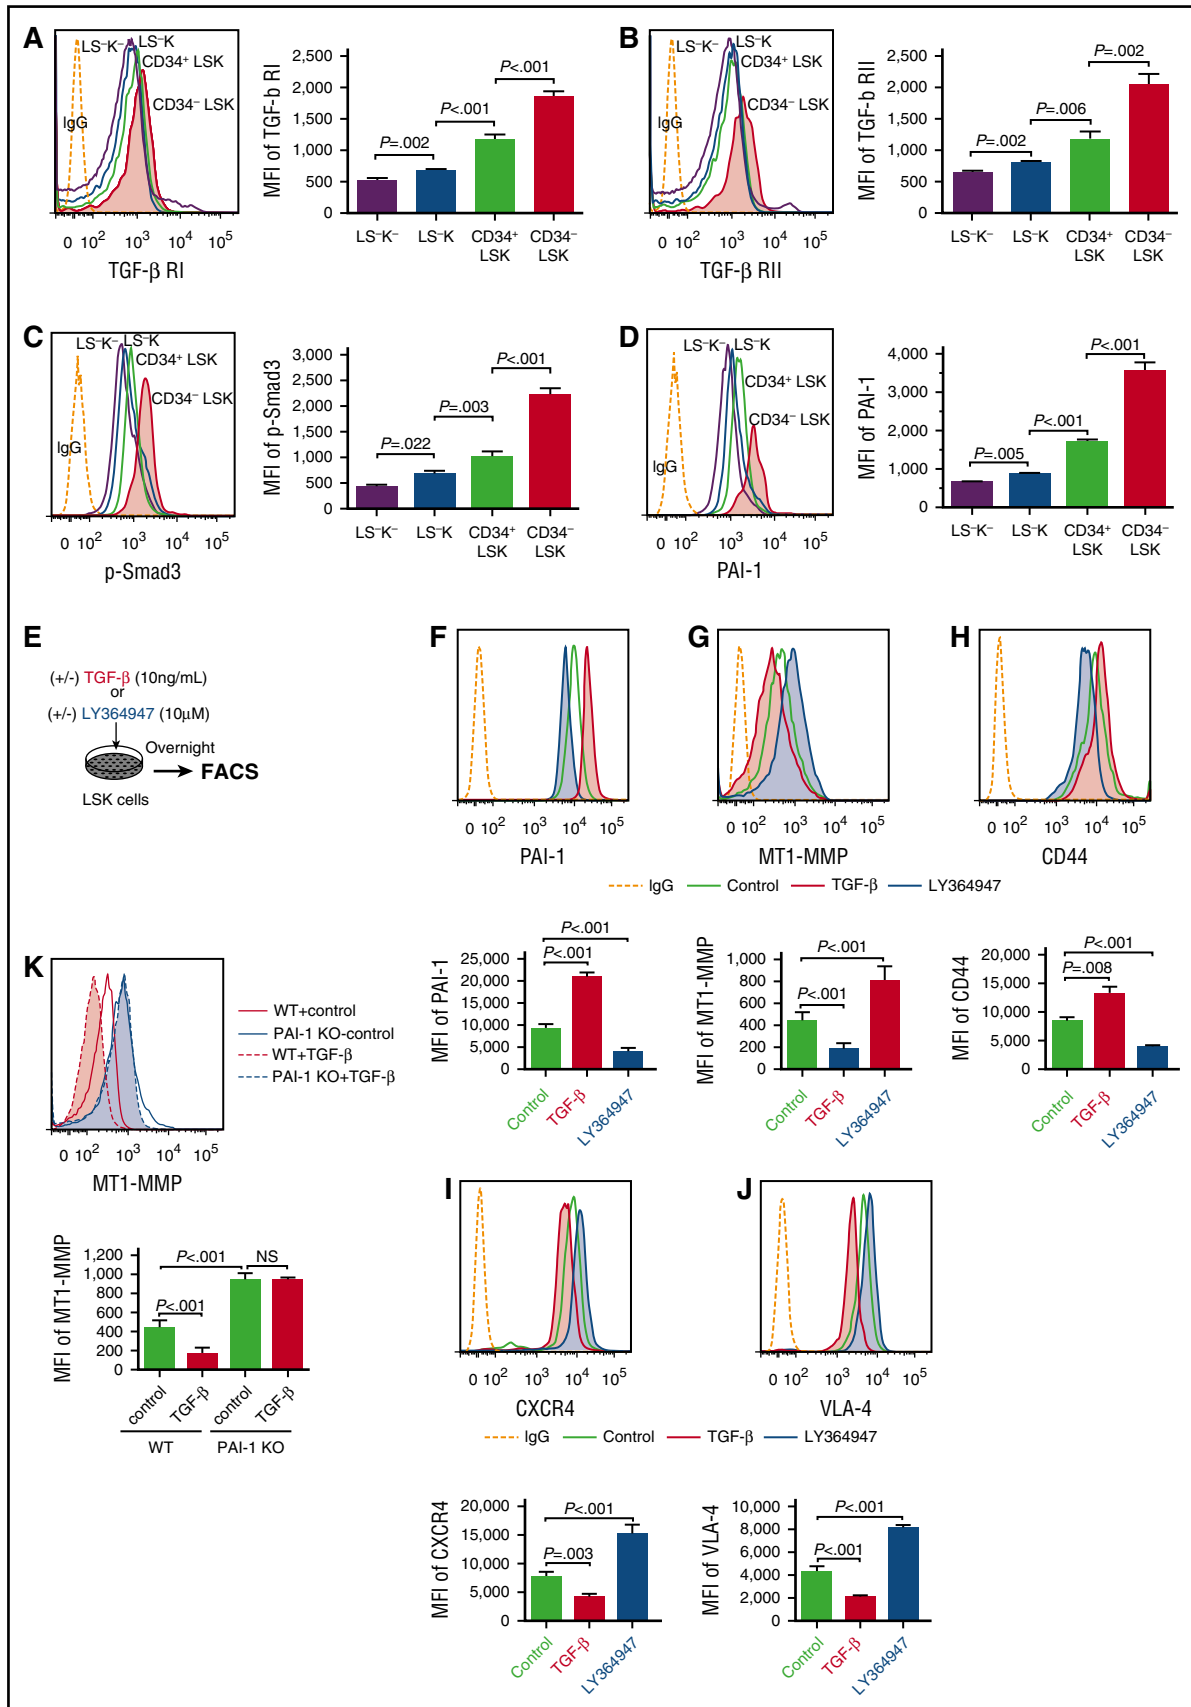 A
LS⁻K⁻
LS⁻K
CD34⁺ LSK
CD34⁻ LSK
IgG
0 10² 10³ 10⁴ 10⁵
TGF-β RI
MFI of TGF-b RI
2,500
2,000
1,500
1,000
500
0
P=.002
P<.001
P<.001
LS⁻K⁻
LS⁻K
CD34⁺ LSK
CD34⁻ LSK
B
LS⁻K⁻
LS⁻K
CD34⁺ LSK
CD34⁻ LSK
IgG
0 10² 10³ 10⁴ 10⁵
TGF-β RII
MFI of TGF-b RII
2,500
2,000
1,500
1,000
500
0
P=.002
P=.006
P=.002
LS⁻K⁻
LS⁻K
CD34⁺ LSK
CD34⁻ LSK
C
LS⁻K⁻
LS⁻K
CD34⁺ LSK
CD34⁻ LSK
IgG
0 10² 10³ 10⁴ 10⁵
p-Smad3
MFI of p-Smad3
3,000
2,500
2,000
1,500
1,000
500
0
P=.022
P=.003
P<.001
LS⁻K⁻
LS⁻K
CD34⁺ LSK
CD34⁻ LSK
D
LS⁻K⁻
LS⁻K
CD34⁺ LSK
CD34⁻ LSK
IgG
0 10² 10³ 10⁴ 10⁵
PAI-1
MFI of PAI-1
4,000
3,000
2,000
1,000
0
P=.005
P<.001
P<.001
LS⁻K⁻
LS⁻K
CD34⁺ LSK
CD34⁻ LSK
E
(+/-) TGF-β (10ng/mL)
or
(+/-) LY364947 (10μM)
Overnight
FACS
LSK cells
F
0 10² 10³ 10⁴ 10⁵
PAI-1
G
0 10² 10³ 10⁴ 10⁵
MT1-MMP
H
0 10² 10³ 10⁴ 10⁵
CD44
IgG Control TGF-β LY364947
MFI of PAI-1
25,000
20,000
15,000
10,000
5,000
0
P<.001
P<.001
Control
TGF-β
LY364947
MFI of MT1-MMP
1,000
800
600
400
200
0
P<.001
P<.001
Control
TGF-β
LY364947
MFI of CD44
20,000
15,000
10,000
5,000
0
P<.001
P=.008
Control
TGF-β
LY364947
K
WT+control
PAI-1 KO-control
WT+TGF-β
PAI-1 KO+TGF-β
0 10² 10³ 10⁴ 10⁵
MT1-MMP
MFI of MT1-MMP
1,200
1,000
800
600
400
200
0
P<.001
NS
P<.001
control
TGF-β
control
TGF-β
WT
PAI-1 KO
I
0 10² 10³ 10⁴ 10⁵
CXCR4
J
0 10² 10³ 10⁴ 10⁵
VLA-4
IgG Control TGF-β LY364947
MFI of CXCR4
20,000
15,000
10,000
5,000
0
P<.001
P=.003
Control
TGF-β
LY364947
MFI of VLA-4
10,000
8,000
6,000
4,000
2,000
0
P<.001
P<.001
Control
TGF-β
LY364947